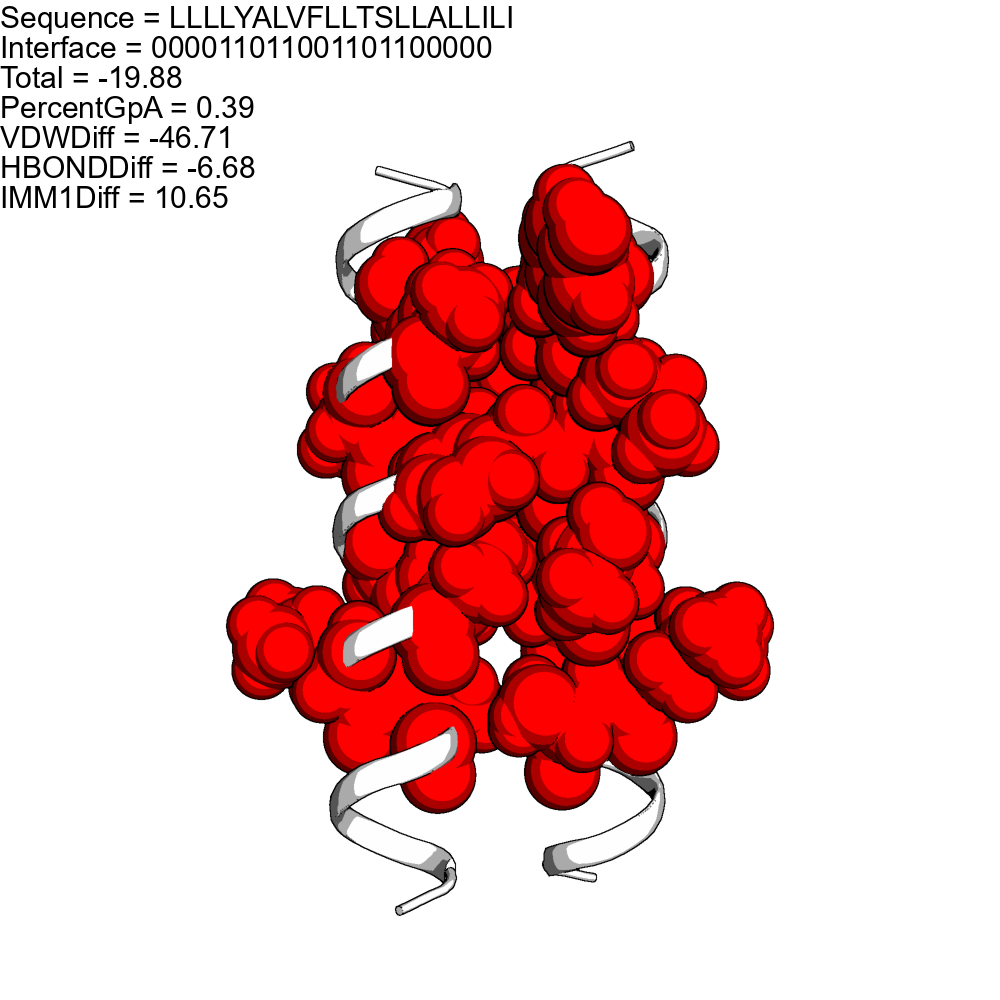 Sequence = LLLLYALVFLLTSLLALLILI
Interface = 000011011001101100000
Total = -19.88
PercentGpA = 0.39
VDWDiff = -46.71
HBONDDiff = -6.68
IMM1Diff = 10.65